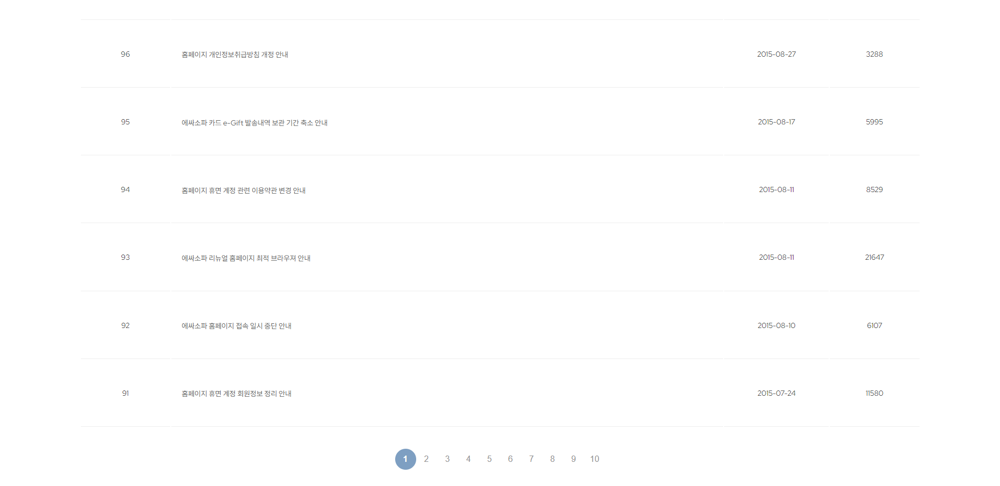 96 홈페이지 개인정보취급방침 개정 안내 2015-08-27 3288
95 에싸소파 카드 e-Gift 발송내역 보관 기간 축소 안내 2015-08-17 5995
94 홈페이지 휴면 계정 관련 이용약관 변경 안내 2015-08-11 8529
93 에싸소파 리뉴얼 홈페이지 최적 브라우져 안내 2015-08-11 21647
92 에싸소파 홈페이지 접속 일시 중단 안내 2015-08-10 6107
91 홈페이지 휴면 계정 회원정보 정리 안내 2015-07-24 11580
1 2 3 4 5 6 7 8 9 10